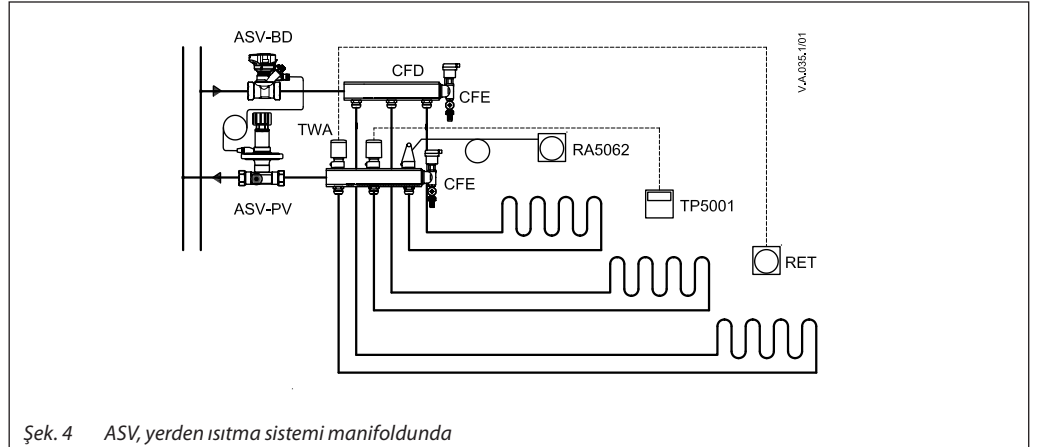 ASV-BD
CFD
CFE
TWA
RA5062
CFE
ASV-PV
TP5001
RET
V.A.035.1/01
Şek. 4 ASV, yerden ısıtma sistemi manifoldunda